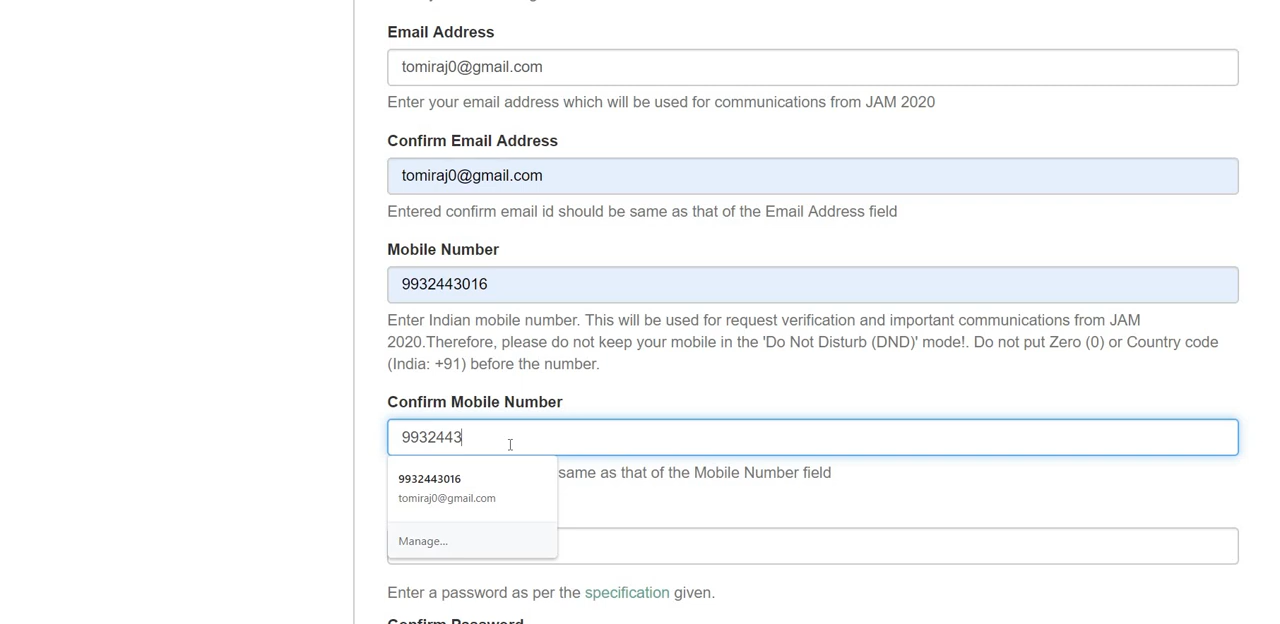 Email Address
tomiraj0@gmail.com
Enter your email address which will be used for communications from JAM 2020
Confirm Email Address
tomiraj0@gmail.com
Entered confirm email id should be same as that of the Email Address field
Mobile Number
9932443016
Enter Indian mobile number. This will be used for request verification and important communications from JAM
2020.Therefore, please do not keep your mobile in the 'Do Not Disturb (DND)' mode!. Do not put Zero (0) or Country code
(India: +91) before the number.
Confirm Mobile Number
9932443
same as that of the Mobile Number field
9932443016
tomiraj0@gmail.com
Manage...
Enter a password as per the specification given.
Confirm Password